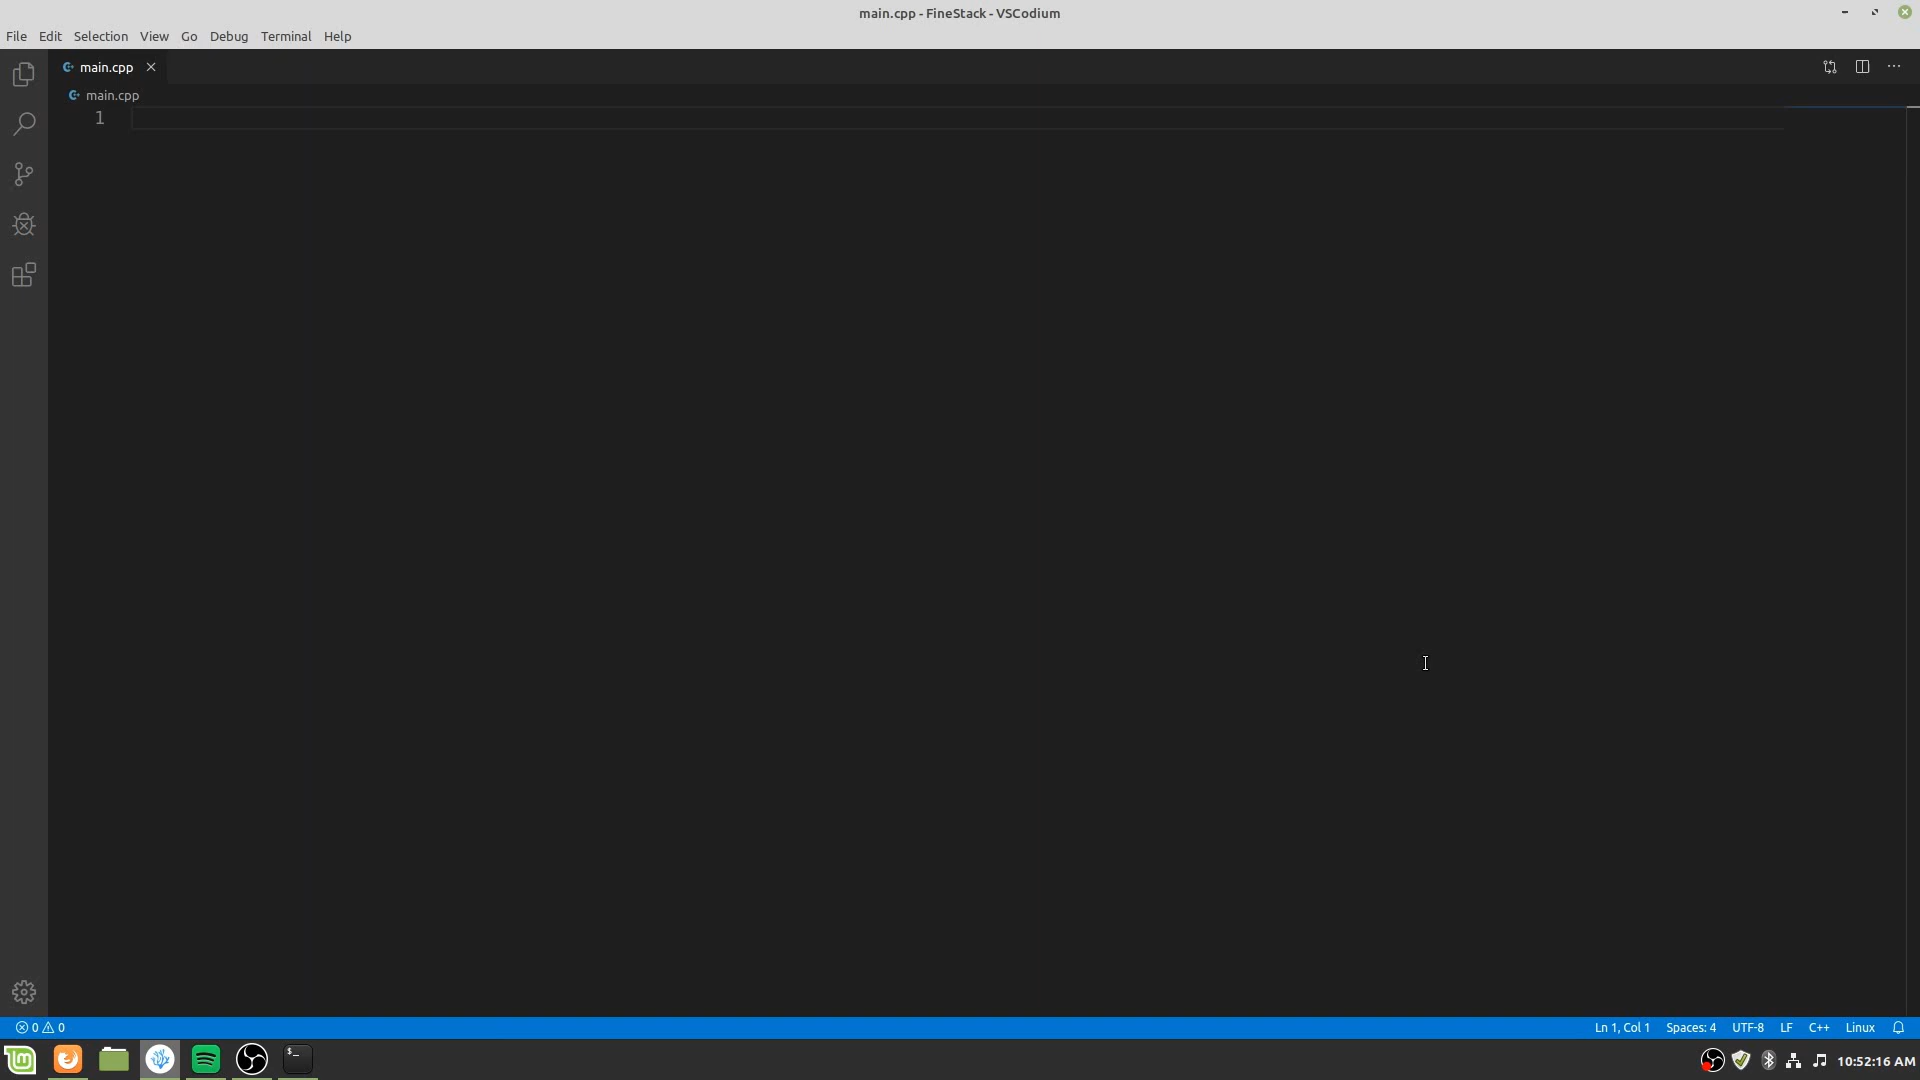 main.cpp - FineStack - VSCodium
File Edit Selection View Go Debug Terminal Help
main.cpp
main.cpp
1
0 0 Ln 1, Col 1 Spaces: 4 UTF-8 LF C++ Linux
$_ 10:52:16 AM